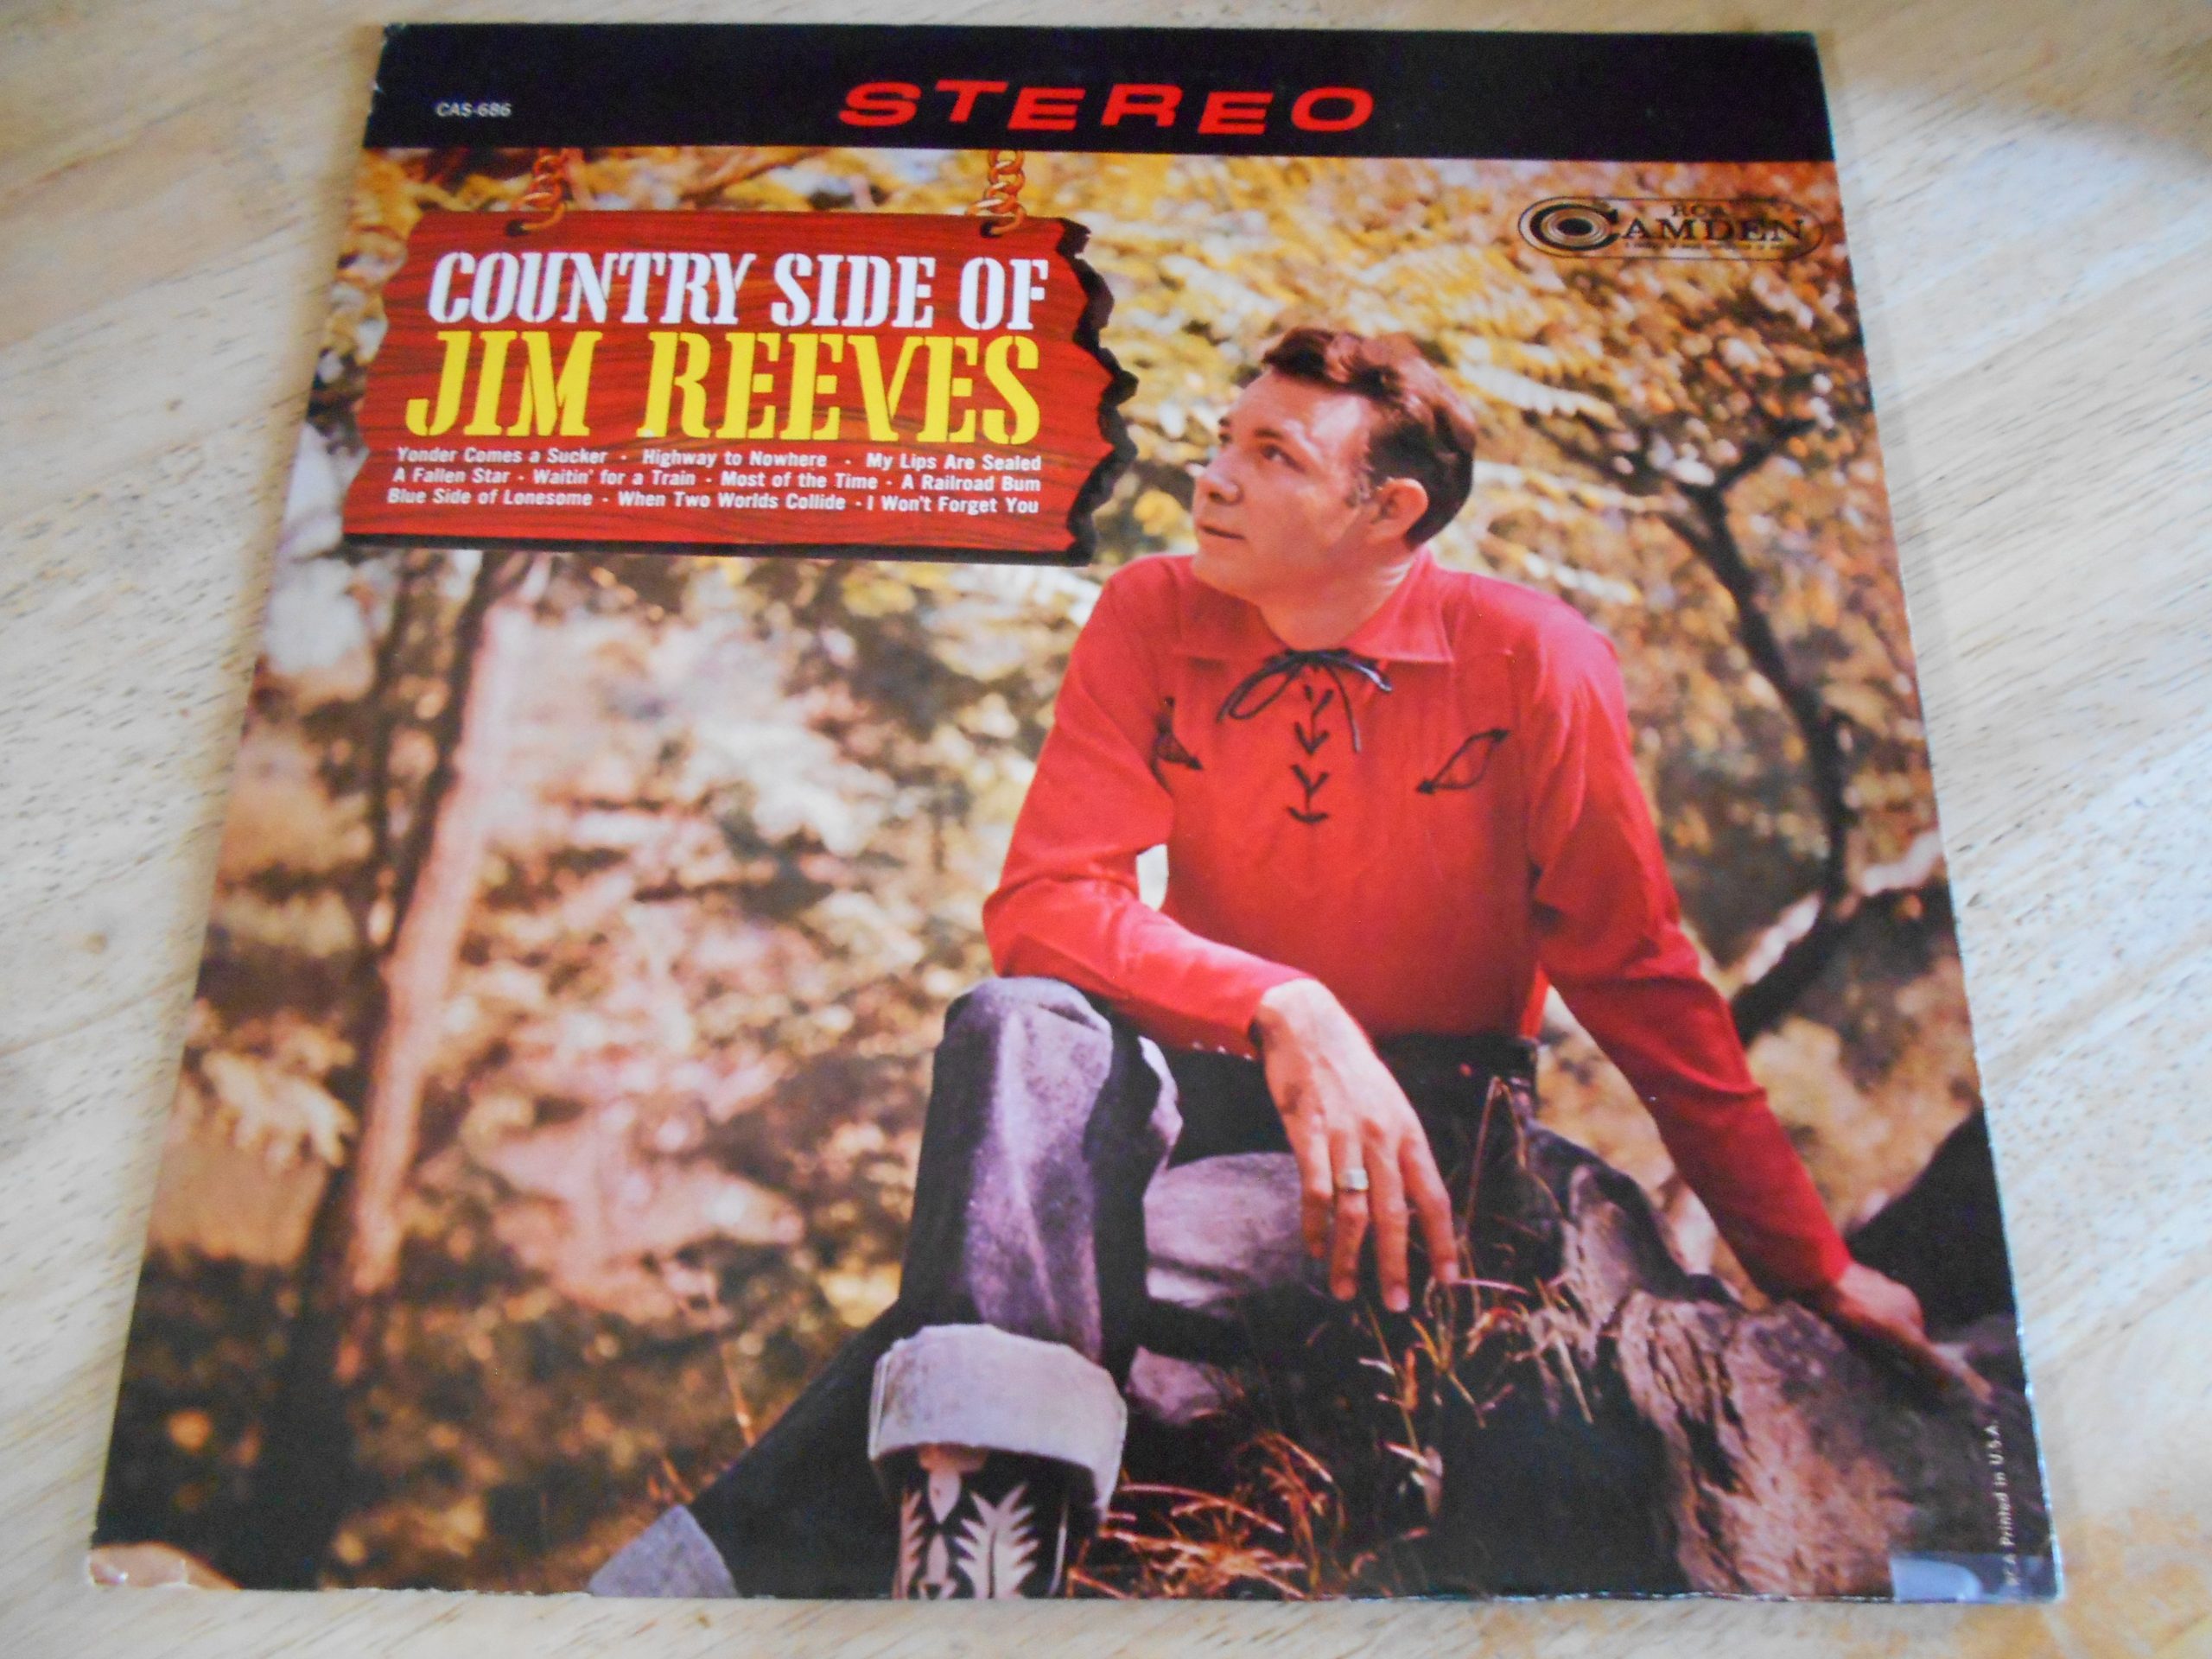 CAS-686
STEREO
RCA
CAMDEN
COUNTRY SIDE OF
JIM REEVES
Yonder Comes a Sucker · Highway to Nowhere · My Lips Are Sealed
A Fallen Star · Waitin' for a Train · Most of the Time · A Railroad Bum
Blue Side of Lonesome · When Two Worlds Collide · I Won't Forget You
RCA Printed in U.S.A.